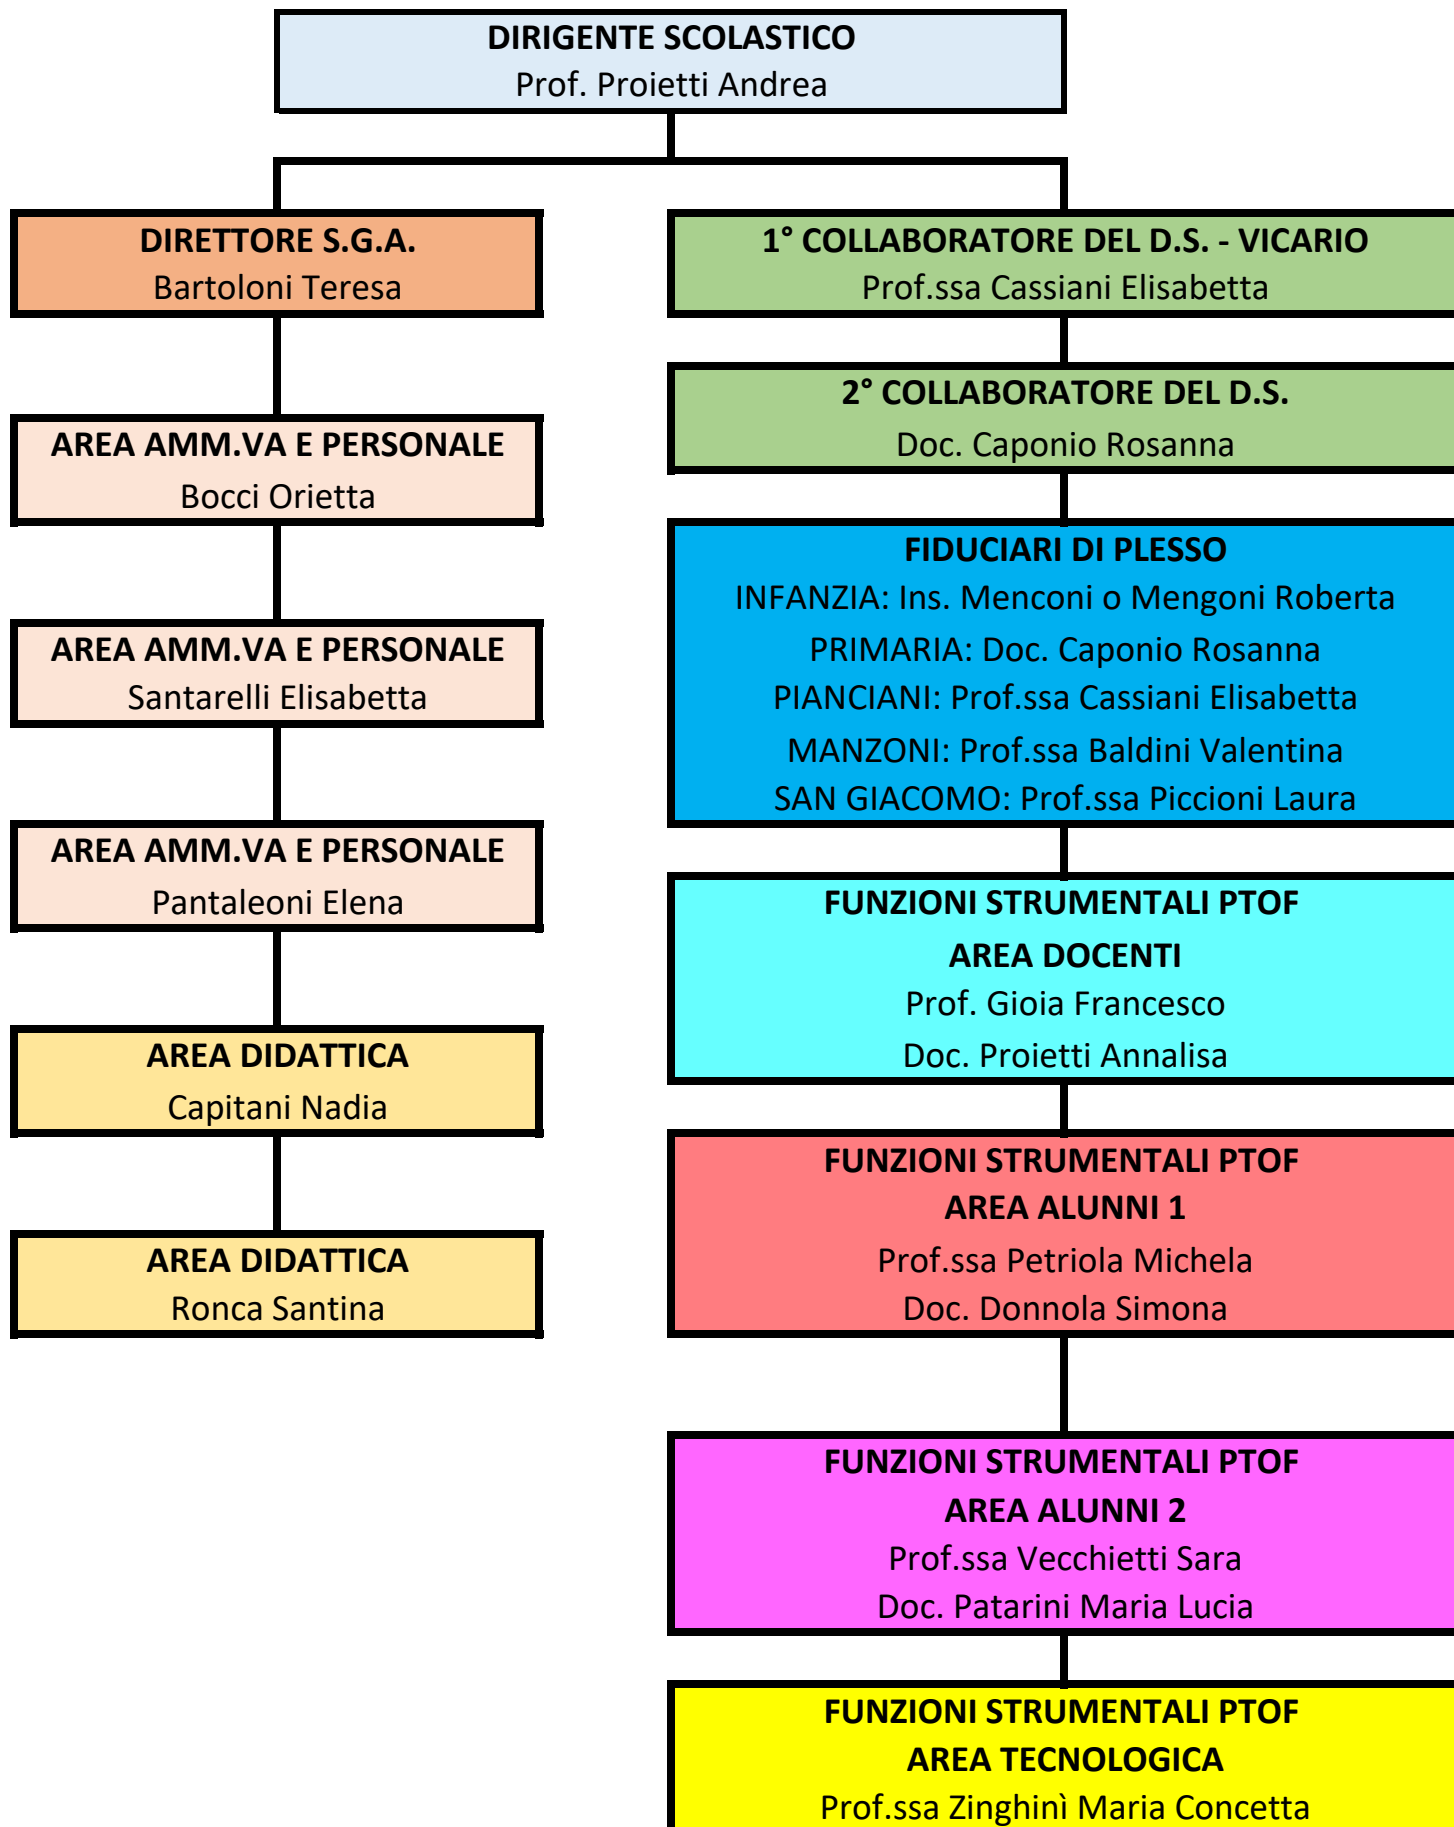 DIRIGENTE SCOLASTICO
Prof. Proietti Andrea
DIRETTORE S.G.A.
Bartoloni Teresa
AREA AMM.VA E PERSONALE
Bocci Orietta
AREA AMM.VA E PERSONALE
Santarelli Elisabetta
AREA AMM.VA E PERSONALE
Pantaleoni Elena
AREA DIDATTICA
Capitani Nadia
AREA DIDATTICA
Ronca Santina
1° COLLABORATORE DEL D.S. - VICARIO
Prof.ssa Cassiani Elisabetta
2° COLLABORATORE DEL D.S.
Doc. Caponio Rosanna
FIDUCIARI DI PLESSO
INFANZIA: Ins. Menconi o Mengoni Roberta
PRIMARIA: Doc. Caponio Rosanna
PIANCIANI: Prof.ssa Cassiani Elisabetta
MANZONI: Prof.ssa Baldini Valentina
SAN GIACOMO: Prof.ssa Piccioni Laura
FUNZIONI STRUMENTALI PTOF
AREA DOCENTI
Prof. Gioia Francesco
Doc. Proietti Annalisa
FUNZIONI STRUMENTALI PTOF
AREA ALUNNI 1
Prof.ssa Petriola Michela
Doc. Donnola Simona
FUNZIONI STRUMENTALI PTOF
AREA ALUNNI 2
Prof.ssa Vecchietti Sara
Doc. Patarini Maria Lucia
FUNZIONI STRUMENTALI PTOF
AREA TECNOLOGICA
Prof.ssa Zinghinì Maria Concetta